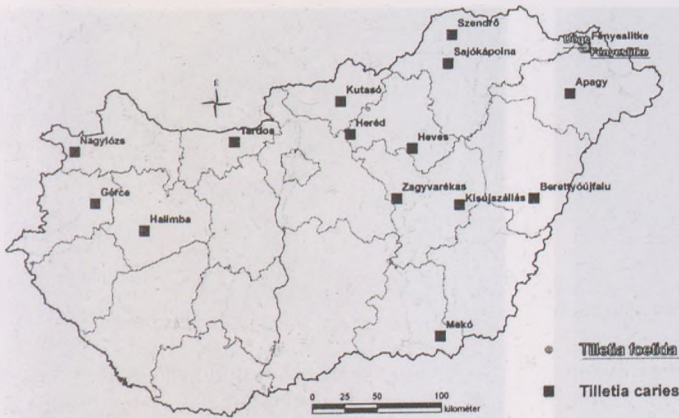 Szendrő
Fényeslitke
Fényeslitke
Sajókápolna
Kutasó
Apagy
É
Heréd
Tardos
Heves
Nagylózs
Gérce
Zagyvarékas
Kisújszállás
Berettyóújfalu
Halimba
Makó
Tilletia foetida
Tilletia caries
0 25 50 100
kilométer